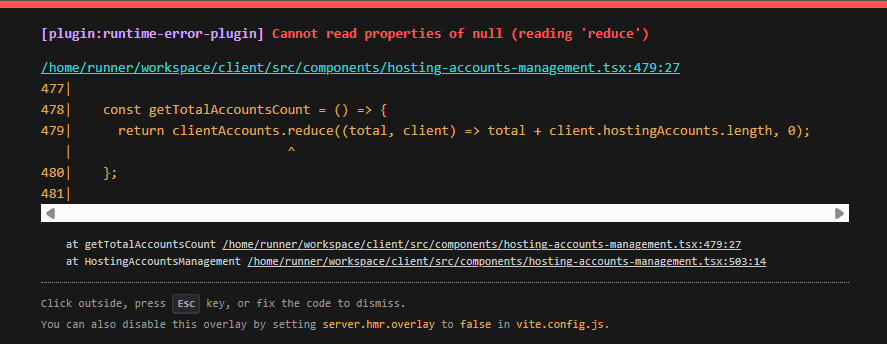 [plugin:runtime-error-plugin] Cannot read properties of null (reading 'reduce')
/home/runner/workspace/client/src/components/hosting-accounts-management.tsx:479:27
477|
478|    const getTotalAccountsCount = () => {
479|      return clientAccounts.reduce((total, client) => total + client.hostingAccounts.length, 0);
   |                            ^
480|    };
481|
at getTotalAccountsCount /home/runner/workspace/client/src/components/hosting-accounts-management.tsx:479:27
at HostingAccountsManagement /home/runner/workspace/client/src/components/hosting-accounts-management.tsx:503:14
Click outside, press Esc key, or fix the code to dismiss.
You can also disable this overlay by setting server.hmr.overlay to false in vite.config.js.